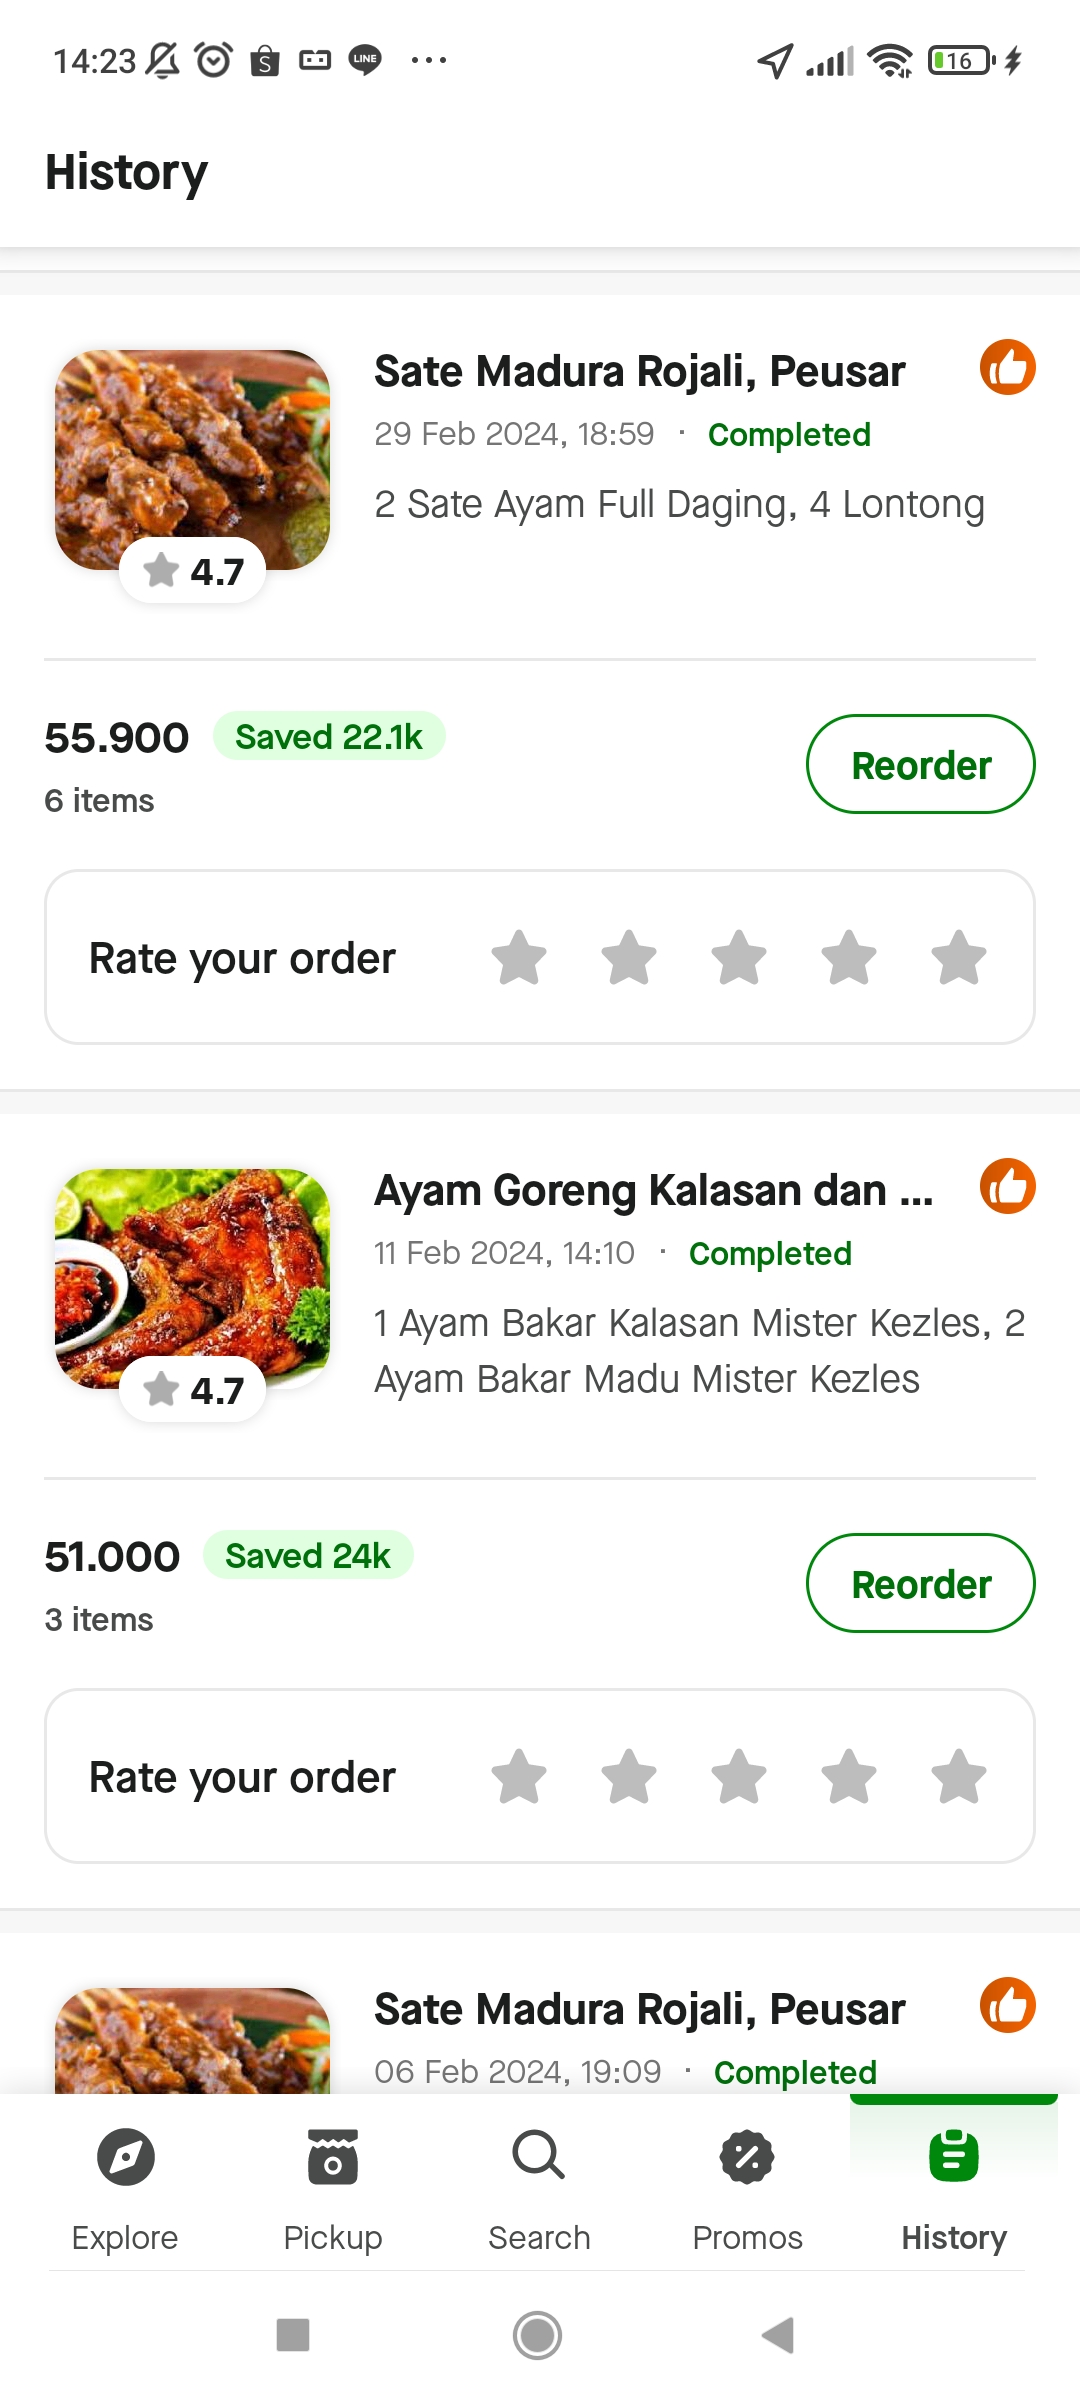 14:23
LINE
16
History
Sate Madura Rojali, Peusar
29 Feb 2024, 18:59 · Completed
2 Sate Ayam Full Daging, 4 Lontong
4.7
55.900 Saved 22.1k
6 items
Reorder
Rate your order
Ayam Goreng Kalasan dan ...
11 Feb 2024, 14:10 · Completed
1 Ayam Bakar Kalasan Mister Kezles, 2
Ayam Bakar Madu Mister Kezles
4.7
51.000 Saved 24k
3 items
Reorder
Rate your order
Sate Madura Rojali, Peusar
06 Feb 2024, 19:09 · Completed
Explore Pickup Search Promos History